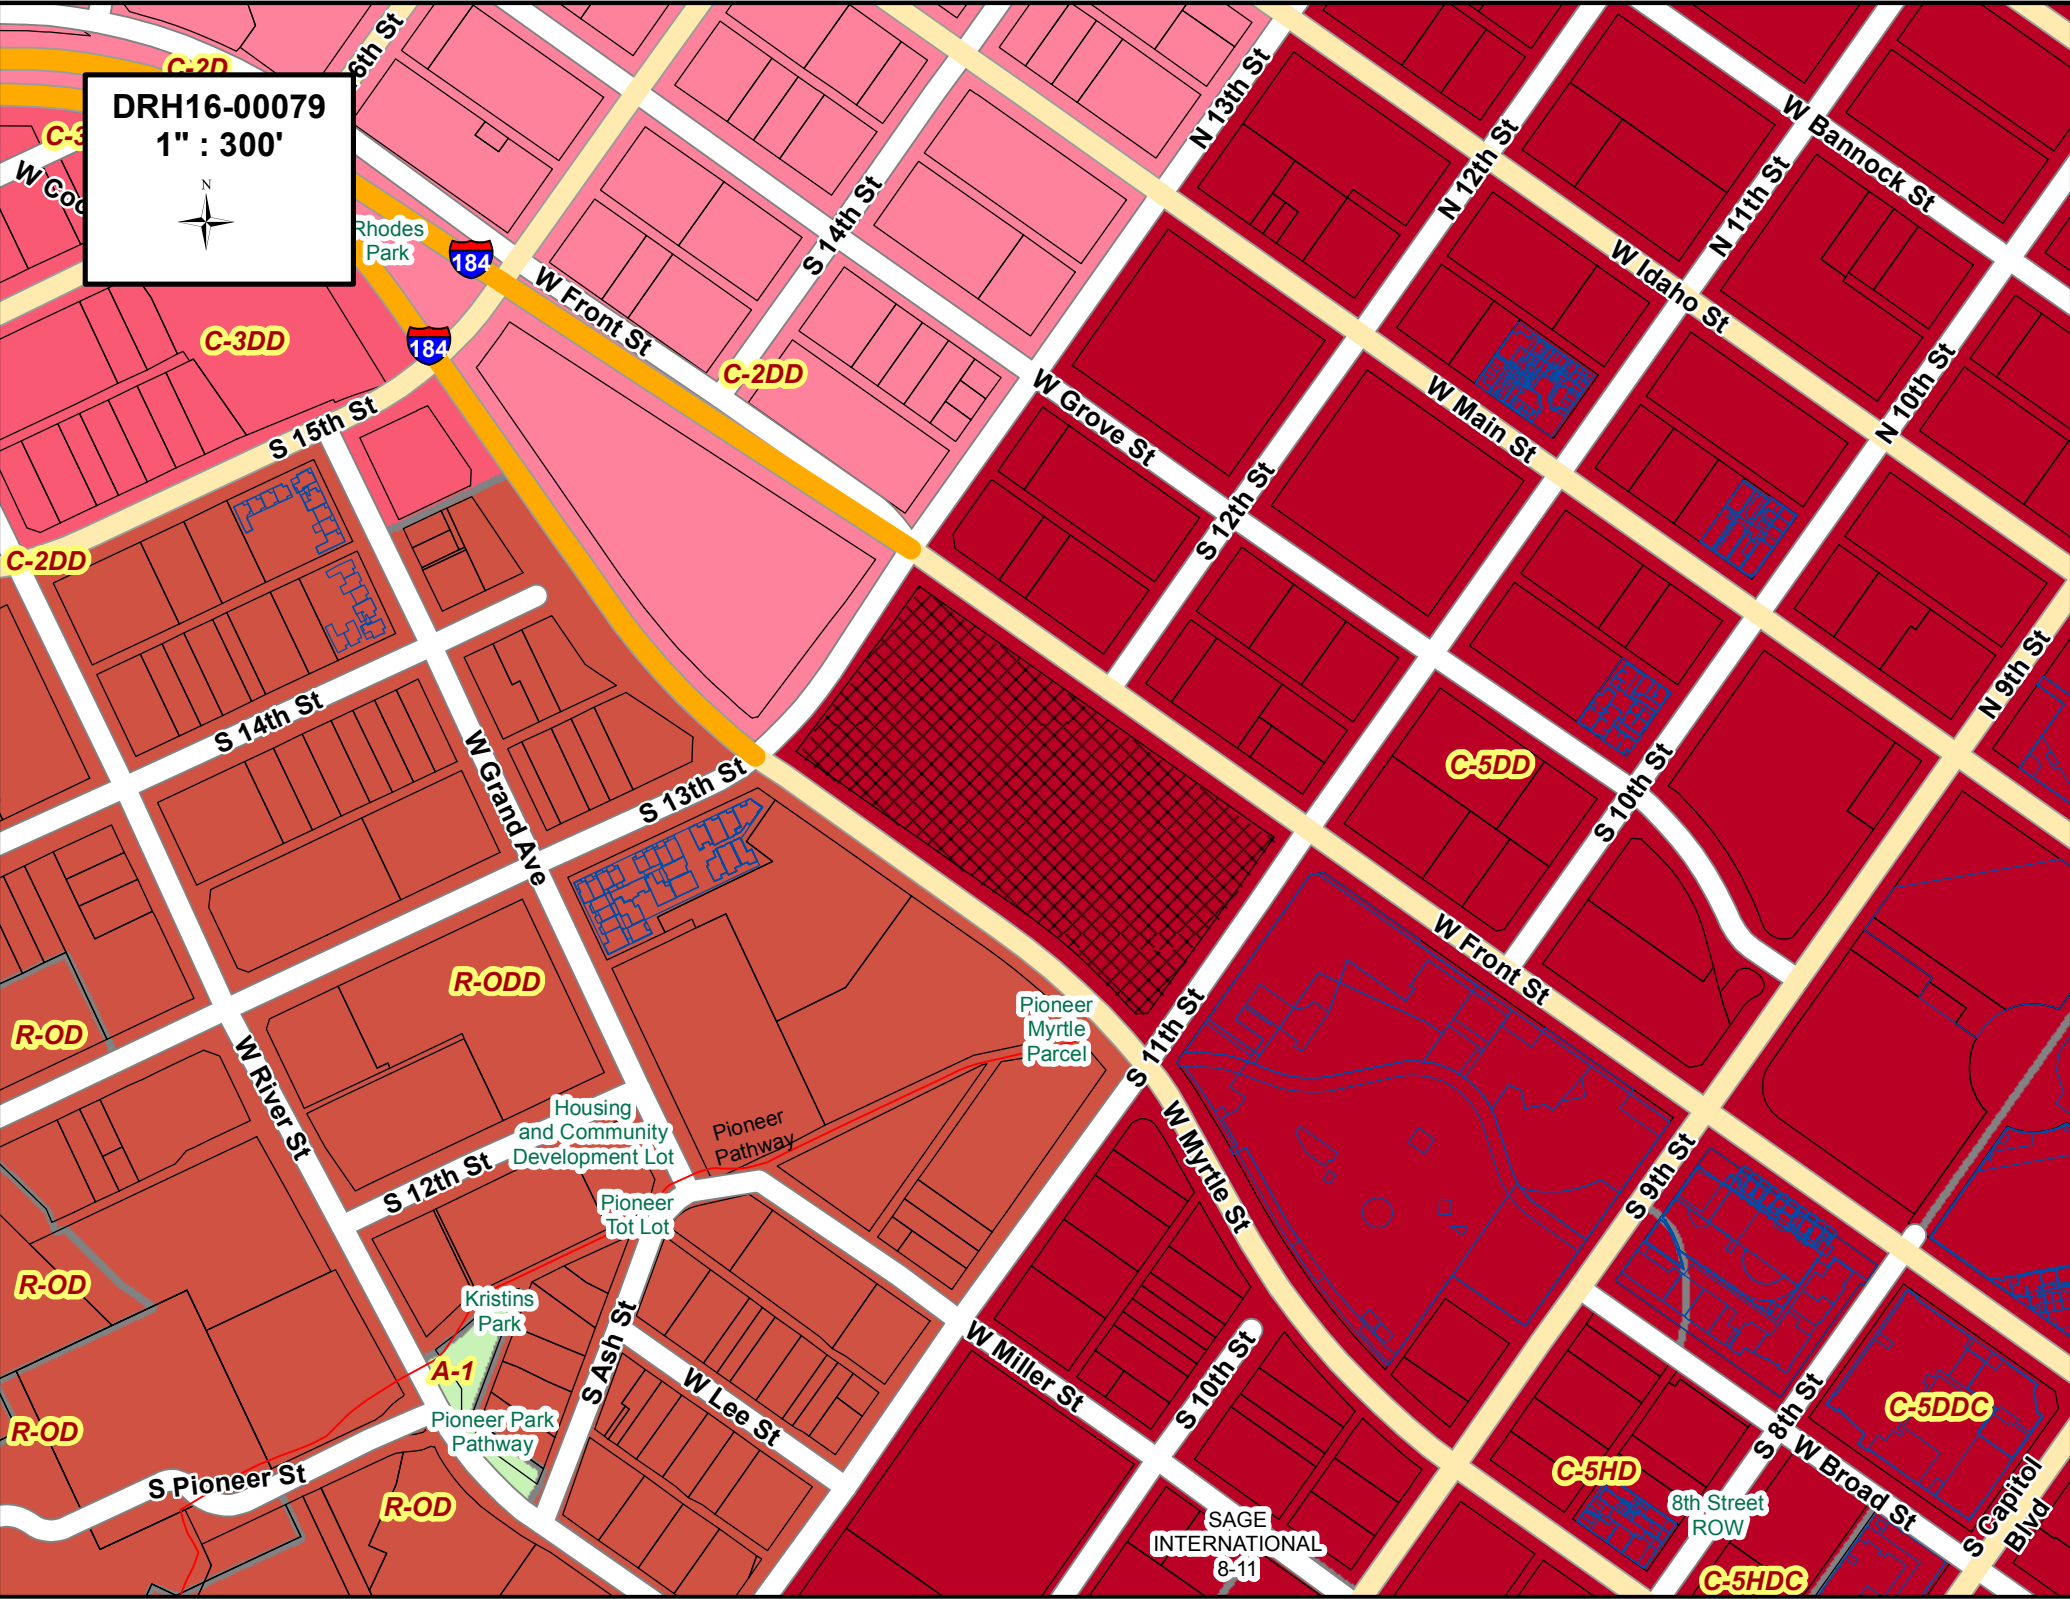 C-2D
6th St
DRH16-00079
1" : 300'
N
C-3
W Coo
Rhodes
Park
184
184
C-3DD
W Front St
S 14th St
N 13th St
N 12th St
W Bannock St
N 11th St
W Idaho St
C-2DD
W Grove St
W Main St
N 10th St
S 15th St
S 12th St
C-2DD
S 14th St
W Grand Ave
S 13th St
C-5DD
S 10th St
N 9th St
R-ODD
R-OD
W Front St
Pioneer
Myrtle
Parcel
S 11th St
W River St
Housing
and Community
Development Lot
Pioneer
Pathway
S 12th St
Pioneer
Tot Lot
W Myrtle St
S 9th St
R-OD
Kristins
Park
A-1
S Ash St
W Lee St
W Miller St
S 10th St
R-OD
Pioneer Park
Pathway
S Pioneer St
R-OD
C-5DDC
S 8th St
W Broad St
C-5HD
8th Street
ROW
S Capitol
Blvd
SAGE
INTERNATIONAL
8-11
C-5HDC